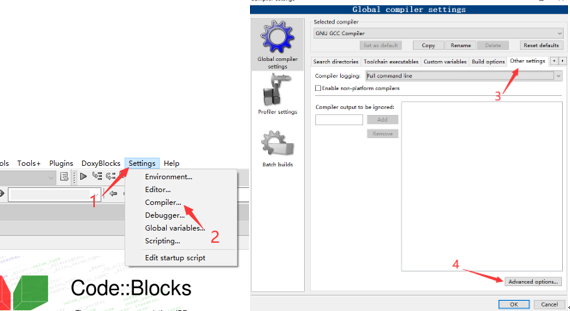 Global compiler settings
Selected compiler
GNU GCC Compiler
Set as default
Copy
Rename
Delete
Reset defaults
Global compiler
settings
Search directories
Toolchain executables
Custom variables
Build options
Other settings
3
Compiler logging:
Full command line
Enable non-platform compilers
Profiler settings
Compiler output to be ignored:
Add
Remove
Batch builds
4
Advanced options...
OK
Cancel
Tools+ Plugins DoxyBlocks Settings Help
1
Environment...
Editor...
Compiler...
2
Debugger...
Global variables...
Scripting...
Edit startup script
Code::Blocks